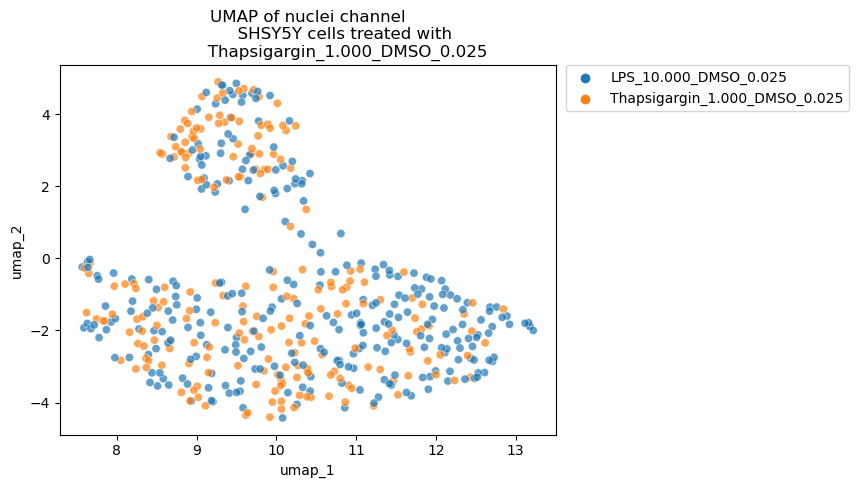 UMAP of nuclei channel
SHSY5Y cells treated with
Thapsigargin_1.000_DMSO_0.025
LPS_10.000_DMSO_0.025
Thapsigargin_1.000_DMSO_0.025
umap_2
4
2
0
−2
−4
8 9 10 11 12 13
umap_1